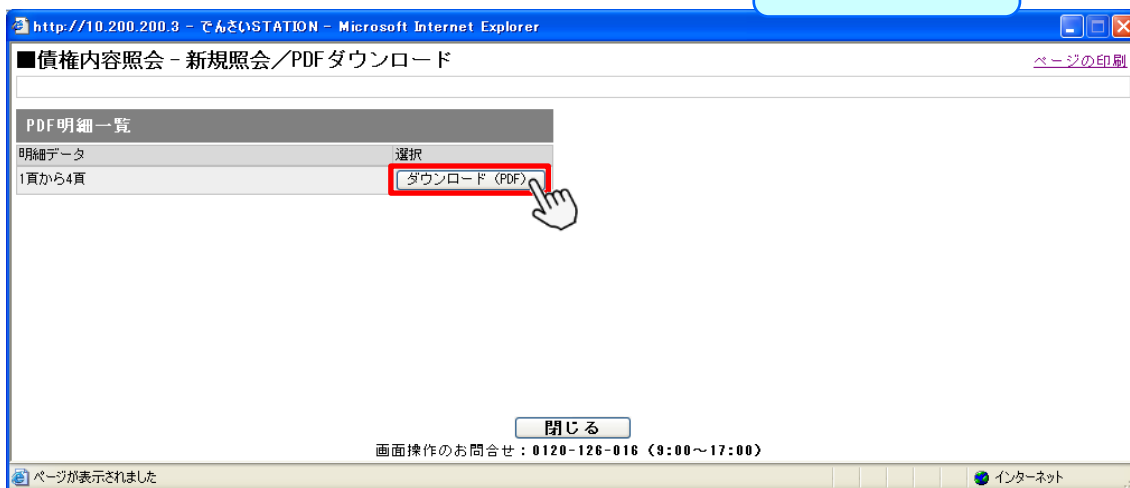 http://10.200.200.3 - でんさいSTATION - Microsoft Internet Explorer
■債権内容照会－新規照会／PDFダウンロード
ページの印刷
PDF明細一覧
明細データ 選択
1頁から4頁 ダウンロード（PDF）
閉じる
画面操作のお問合せ：0120-126-016（9:00～17:00）
ページが表示されました インターネット